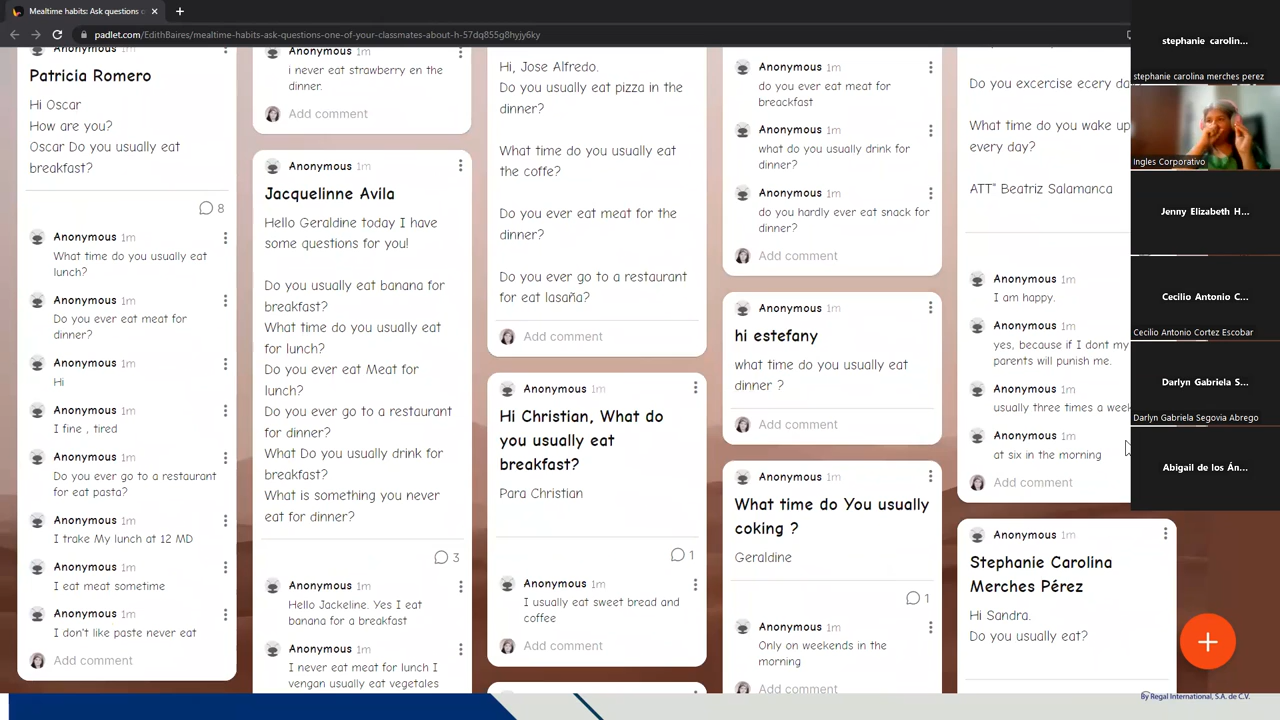 Mealtime habits: Ask questions o
padlet.com/EdithBaires/mealtime-habits-ask-questions-one-of-your-classmates-about-h-57dq855g8hyjy6ky
Anonymous 1m
Patricia Romero
Hi Oscar
How are you?
Oscar Do you usually eat
breakfast?
8
Anonymous 1m
What time do you usually eat
lunch?
Anonymous 1m
Do you ever eat meat for
dinner?
Anonymous 1m
Hi
Anonymous 1m
I fine , tired
Anonymous 1m
Do you ever go to a restaurant
for eat pasta?
Anonymous 1m
I trake My lunch at 12 MD
Anonymous 1m
I eat meat sometime
Anonymous 1m
I don't like paste never eat
Add comment
Anonymous 1m
i never eat strawberry en the
dinner.
Add comment
Anonymous 1m
Jacquelinne Avila
Hello Geraldine today I have
some questions for you!
Do you usually eat banana for
breakfast?
What time do you usually eat
for lunch?
Do you ever eat Meat for
lunch?
Do you ever go to a restaurant
for dinner?
What Do you usually drink for
breakfast?
What is something you never
eat for dinner?
3
Anonymous 1m
Hello Jackeline. Yes I eat
banana for a breakfast
Anonymous 1m
I never eat meat for lunch I
vengan usually eat vegetales
Hi, Jose Alfredo.
Do you usually eat pizza in the
dinner?
What time do you usually eat
the coffe?
Do you ever eat meat for the
dinner?
Do you ever go to a restaurant
for eat lasaña?
Add comment
Anonymous 1m
Hi Christian, What do
you usually eat
breakfast?
Para Christian
1
Anonymous 1m
I usually eat sweet bread and
coffee
Add comment
Anonymous 1m
do you ever eat meat for
breackfast
Anonymous 1m
what do you usually drink for
dinner?
Anonymous 1m
do you hardly ever eat snack for
dinner?
Add comment
Anonymous 1m
hi estefany
what time do you usually eat
dinner ?
Add comment
Anonymous 1m
What time do You usually
coking ?
Geraldine
1
Anonymous 1m
Only on weekends in the
morning
Add comment
Do you excercise ecery day
What time do you wake up
every day?
ATT° Beatriz Salamanca
Anonymous 1m
I am happy.
Anonymous 1m
yes, because if I dont my
parents will punish me.
Anonymous 1m
usually three times a week
Anonymous 1m
at six in the morning
Add comment
Anonymous 1m
Stephanie Carolina
Merches Pérez
Hi Sandra.
Do you usually eat?
stephanie carolin...
stephanie carolina merches perez
Ingles Corporativo
Jenny Elizabeth H...
Cecilio Antonio C...
Cecilio Antonio Cortez Escobar
Darlyn Gabriela S...
Darlyn Gabriela Segovia Abrego
Abigail de los Án...
By Regal International, S.A. de C.V.